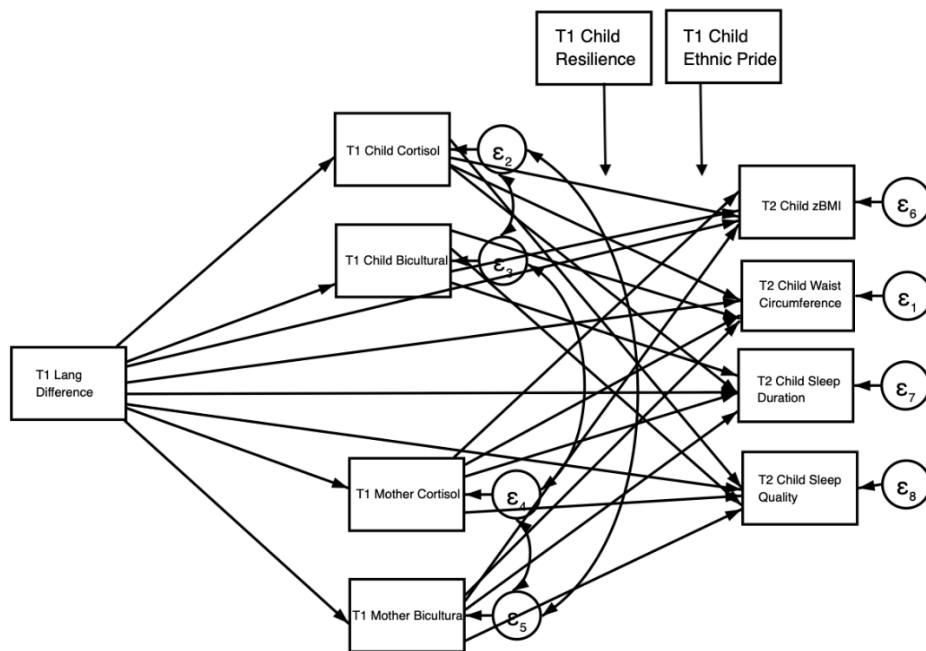 T1 Child
Resilience
T1 Child
Ethnic Pride
T1 Child Cortisol
ε2
T2 Child zBMI
ε6
T1 Child Bicultural
ε3
T2 Child Waist
Circumference
ε1
T1 Lang
Difference
T2 Child Sleep
Duration
ε7
T1 Mother Cortisol
ε4
T2 Child Sleep
Quality
ε8
T1 Mother Bicultural
ε5